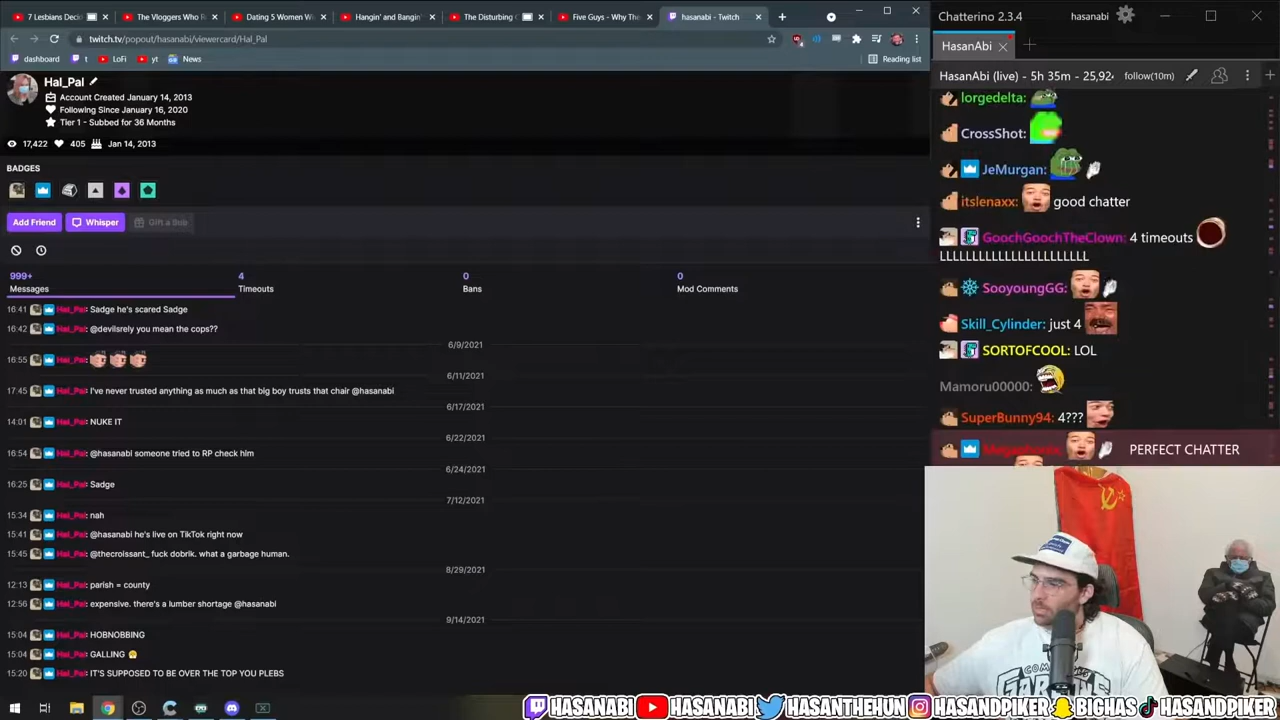 7 Lesbians Deci
The Vloggers Who R
Dating 5 Women W
Hangin' and Bangin'
The Disturbing
Five Guys - Why The
hasanabi - Twitch
twitch.tv/popout/hasanabi/viewercard/Hal_Pal
dashboard
t
LoFi
yt
News
Reading list
Hal_Pal
Account Created January 14, 2013
Following Since January 16, 2020
Tier 1 - Subbed for 36 Months
17,422 405 Jan 14, 2013
BADGES
Add Friend
Whisper
Gift a Sub
999+ 4 0 0
Messages Timeouts Bans Mod Comments
16:41 Hal_Pal: Sadge he's scared Sadge
16:42 Hal_Pal: @devilsrely you mean the cops??
6/9/2021
16:55 Hal_Pal:
6/11/2021
17:45 Hal_Pal: I've never trusted anything as much as that big boy trusts that chair @hasanabi
6/17/2021
14:01 Hal_Pal: NUKE IT
6/22/2021
16:54 Hal_Pal: @hasanabi someone tried to RP check him
6/24/2021
16:25 Hal_Pal: Sadge
7/12/2021
15:34 Hal_Pal: nah
15:41 Hal_Pal: @hasanabi he's live on TikTok right now
15:45 Hal_Pal: @thecroissant_ fuck dobrik. what a garbage human.
8/29/2021
12:13 Hal_Pal: parish = county
12:56 Hal_Pal: expensive. there's a lumber shortage @hasanabi
9/14/2021
15:04 Hal_Pal: HOBNOBBING
15:04 Hal_Pal: GALLING
15:20 Hal_Pal: IT'S SUPPOSED TO BE OVER THE TOP YOU PLEBS
Chatterino 2.3.4
hasanabi
HasanAbi
HasanAbi (live) - 5h 35m - 25,92
follow(10m)
lorgedelta:
CrossShot:
JeMurgan:
itslenaxx: good chatter
GoochGoochTheClown: 4 timeouts
LLLLLLLLLLLLLLLLLLLLLLL
SooyoungGG:
Skill_Cylinder: just 4
SORTOFCOOL: LOL
Mamoru00000:
SuperBunny94: 4???
PERFECT CHATTER
HASANABI
HASANABI
HASANTHEHUN
HASANDPIKER
BIGHAS
HASANDPIKER